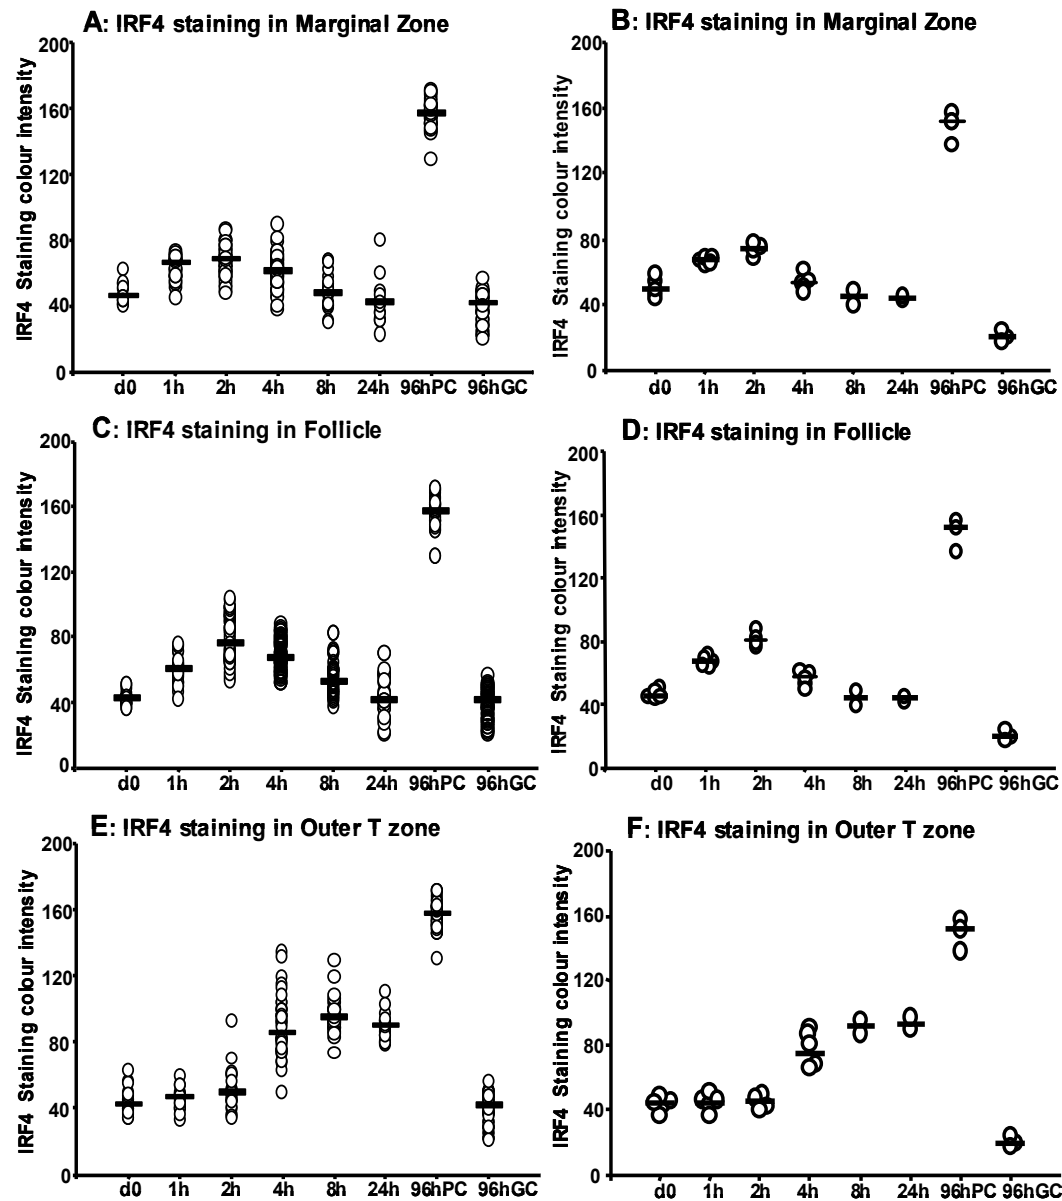 A: IRF4 staining in Marginal Zone
IRF4 Staining colour intensity
200
160
120
80
40
0
d0 1h 2h 4h 8h 24h 96hPC 96hGC
B: IRF4 staining in Marginal Zone
IRF4 Staining colour intensity
200
160
120
80
40
0
d0 1h 2h 4h 8h 24h 96hPC 96hGC
C: IRF4 staining in Follicle
IRF4 Staining colour intensity
200
160
120
80
40
0
d0 1h 2h 4h 8h 24h 96hPC 96hGC
D: IRF4 staining in Follicle
IRF4 Staining colour intensity
200
160
120
80
40
0
d0 1h 2h 4h 8h 24h 96hPC 96hGC
E: IRF4 staining in Outer T zone
IRF4 Staining colour intensity
200
160
120
80
40
0
d0 1h 2h 4h 8h 24h 96hPC 96hGC
F: IRF4 staining in Outer T zone
IRF4 Staining colour intensity
200
160
120
80
40
0
d0 1h 2h 4h 8h 24h 96hPC 96hGC